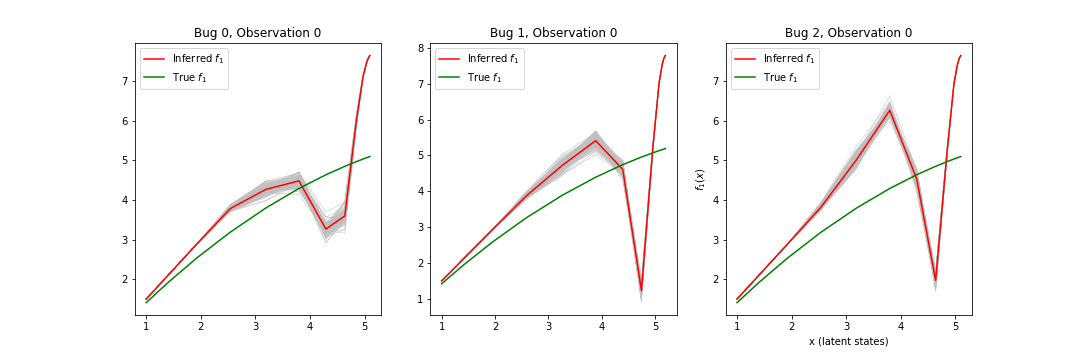 Bug 0, Observation 0
Inferred f₁
True f₁
7
6
5
4
3
2
1 2 3 4 5
Bug 1, Observation 0
Inferred f₁
True f₁
8
7
6
5
4
3
2
1
1 2 3 4 5
Bug 2, Observation 0
Inferred f₁
True f₁
f₁(x)
7
6
5
4
3
2
1 2 3 4 5
x (latent states)